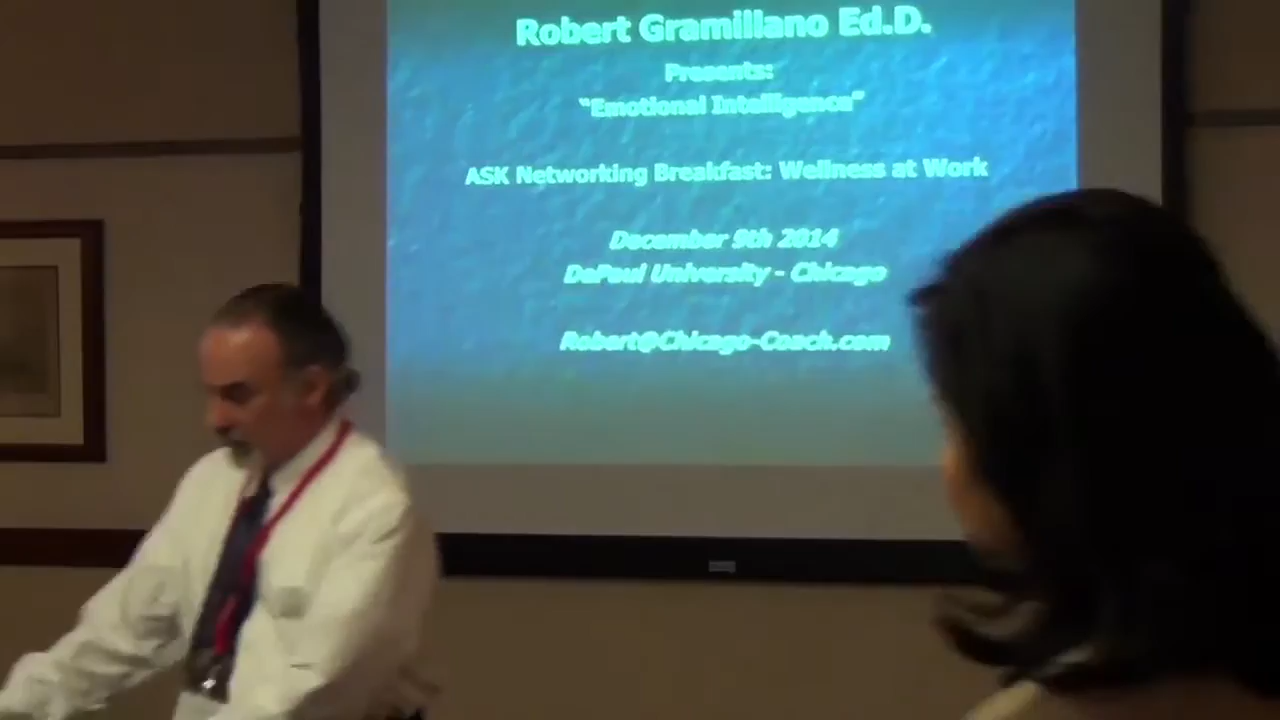 Robert Gramillano Ed.D.
Presents:
"Emotional Intelligence"
ASK Networking Breakfast: Wellness at Work
December 9th 2014
DePaul University - Chicago
Robert@Chicago-Coach.com